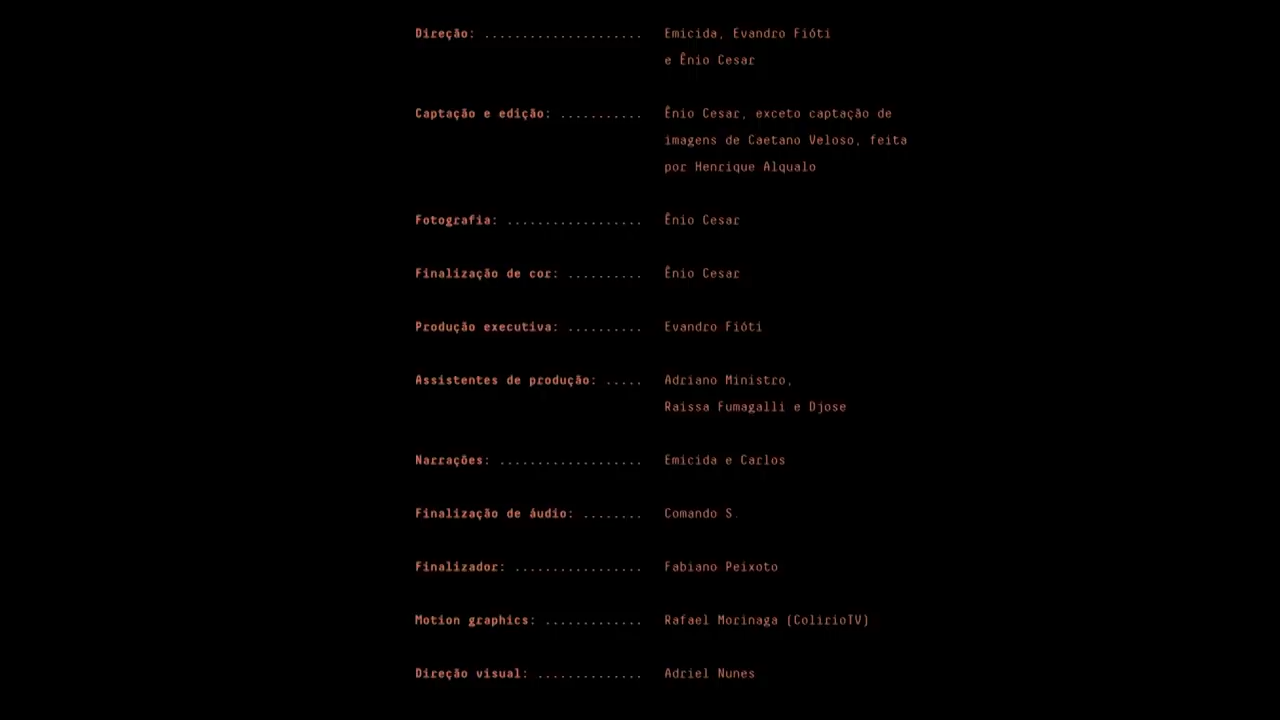 Direção: ..................... Emicida, Evandro Fióti
e Ênio Cesar
Captação e edição: ........... Ênio Cesar, exceto captação de
imagens de Caetano Veloso, feita
por Henrique Alqualo
Fotografia: .................. Ênio Cesar
Finalização de cor: .......... Ênio Cesar
Produção executiva: .......... Evandro Fióti
Assistentes de produção: ..... Adriano Ministro,
Raissa Fumagalli e Djose
Narrações: ................... Emicida e Carlos
Finalização de áudio: ........ Comando S.
Finalizador: ................. Fabiano Peixoto
Motion graphics: ............. Rafael Morinaga (ColirioTV)
Direção visual: .............. Adriel Nunes